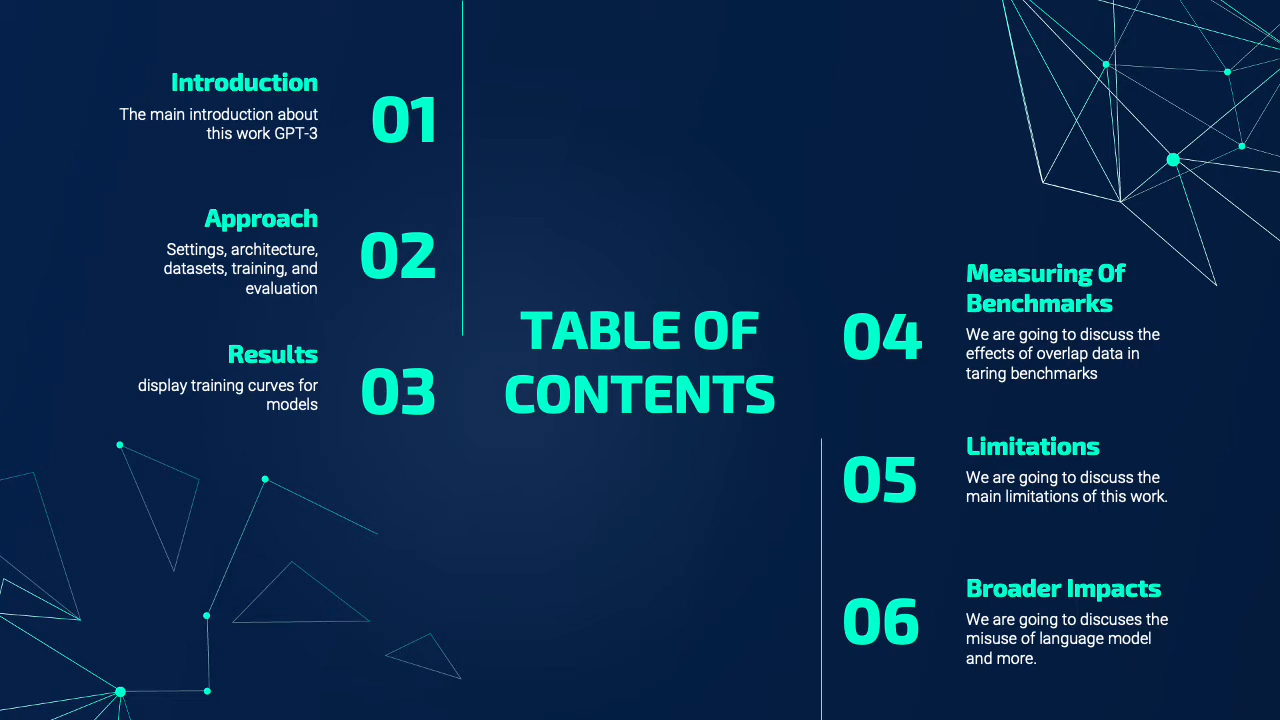 Introduction
The main introduction about
this work GPT-3
01
Approach
Settings, architecture,
datasets, training, and
evaluation
02
Results
display training curves for
models
03
TABLE OF
CONTENTS
04
Measuring Of
Benchmarks
We are going to discuss the
effects of overlap data in
taring benchmarks
05
Limitations
We are going to discuss the
main limitations of this work.
06
Broader Impacts
We are going to discuses the
misuse of language model
and more.